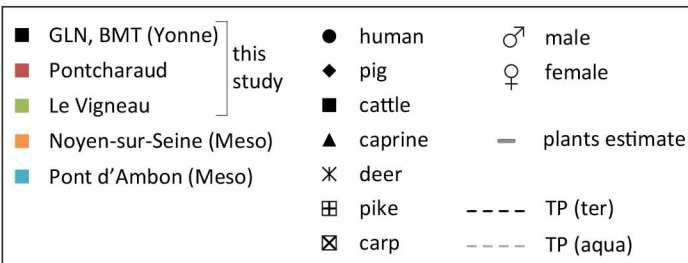 GLN, BMT (Yonne)
Pontcharaud
Le Vigneau
this
study
Noyen-sur-Seine (Meso)
Pont d’Ambon (Meso)
human
pig
cattle
caprine
deer
pike
carp
male
female
plants estimate
TP (ter)
TP (aqua)